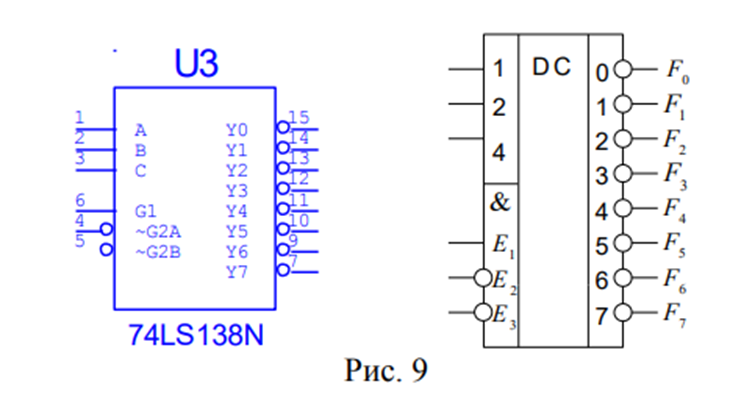 U3
1 A Y0 15
2 B Y1 14
3 C Y2 13
Y3 12
6 G1 Y4 11
4 ~G2A Y5 10
5 ~G2B Y6 9
Y7 7
74LS138N
1 DC 0 F₀
2 1 F₁
4 2 F₂
3 F₃
& 4 F₄
E₁ 5 F₅
E₂ 6 F₆
E₃ 7 F₇
Рис. 9